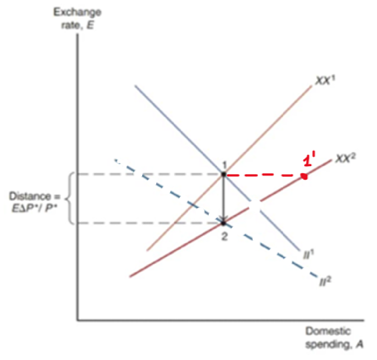 Exchange
rate, E
XX¹
1
1'
XX²
Distance =
EΔP*/ P*
2
II¹
II²
Domestic
spending, A